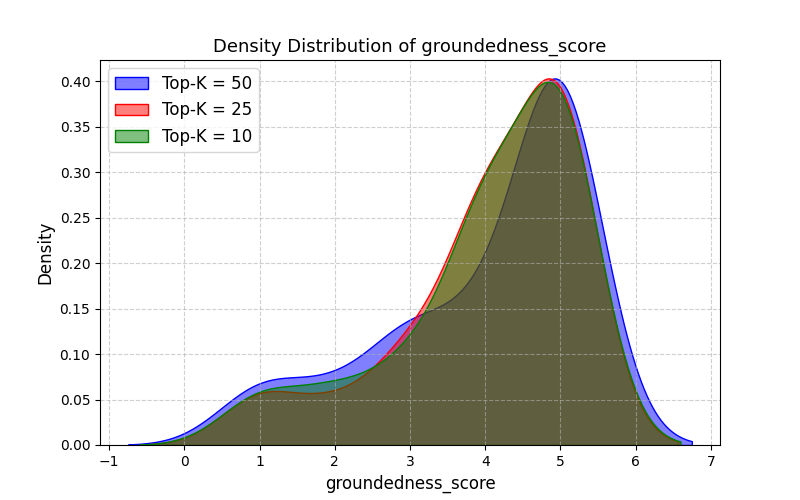 Density Distribution of groundedness_score
Top-K = 50
Top-K = 25
Top-K = 10
Density
0.40
0.35
0.30
0.25
0.20
0.15
0.10
0.05
0.00
−1 0 1 2 3 4 5 6 7
groundedness_score